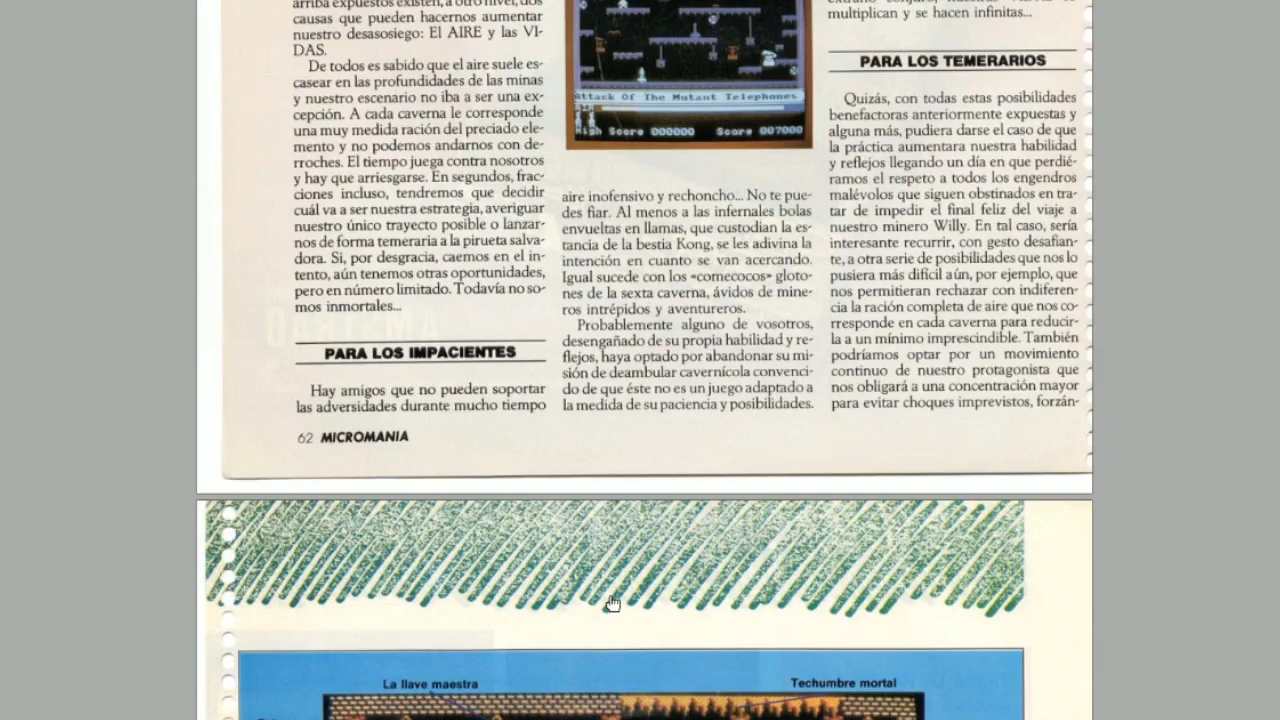 arriba expuestos existen, a otro nivel, dos
causas que pueden hacernos aumentar
nuestro desasosiego: El AIRE y las VI-
DAS.
De todos es sabido que el aire suele es-
casear en las profundidades de las minas
y nuestro escenario no iba a ser una ex-
cepción. A cada caverna le corresponde
una muy medida ración del preciado ele-
mento y no podemos andarnos con de-
rroches. El tiempo juega contra nosotros
y hay que arriesgarse. En segundos, frac-
ciones incluso, tendremos que decidir
cuál va a ser nuestra estrategia, averiguar
nuestro único trayecto posible o lanzar-
nos de forma temeraria a la pirueta salva-
dora. Si, por desgracia, caemos en el in-
tento, aún tenemos otras oportunidades,
pero en número limitado. Todavía no so-
mos inmortales...
PARA LOS IMPACIENTES
Hay amigos que no pueden soportar
las adversidades durante mucho tiempo
62 MICROMANIA
Attack Of The Mutant Telephones
High Score 000000 Score 007000
aire inofensivo y rechoncho... No te pue-
des fiar. Al menos a las infernales bolas
envueltas en llamas, que custodian la es-
tancia de la bestia Kong, se les adivina la
intención en cuanto se van acercando.
Igual sucede con los «comecocos» gloto-
nes de la sexta caverna, ávidos de mine-
ros intrépidos y aventureros.
Probablemente alguno de vosotros,
desengañado de su propia habilidad y re-
flejos, haya optado por abandonar su mi-
sión de deambular cavernícola convenci-
do de que éste no es un juego adaptado a
la medida de su paciencia y posibilidades.
multiplican y se hacen infinitas...
PARA LOS TEMERARIOS
Quizás, con todas estas posibilidades
benefactoras anteriormente expuestas y
alguna más, pudiera darse el caso de que
la práctica aumentara nuestra habilidad
y reflejos llegando un día en que perdié-
ramos el respeto a todos los engendros
malévolos que siguen obstinados en tra-
tar de impedir el final feliz del viaje a
nuestro minero Willy. En tal caso, sería
interesante recurrir, con gesto desafian-
te, a otra serie de posibilidades que nos lo
pusiera más difícil aún, por ejemplo, que
nos permitieran rechazar con indiferen-
cia la ración completa de aire que nos co-
rresponde en cada caverna para reducir-
la a un mínimo imprescindible. También
podríamos optar por un movimiento
continuo de nuestro protagonista que
nos obligará a una concentración mayor
para evitar choques imprevistos, forzán-
La llave maestra
Techumbre mortal